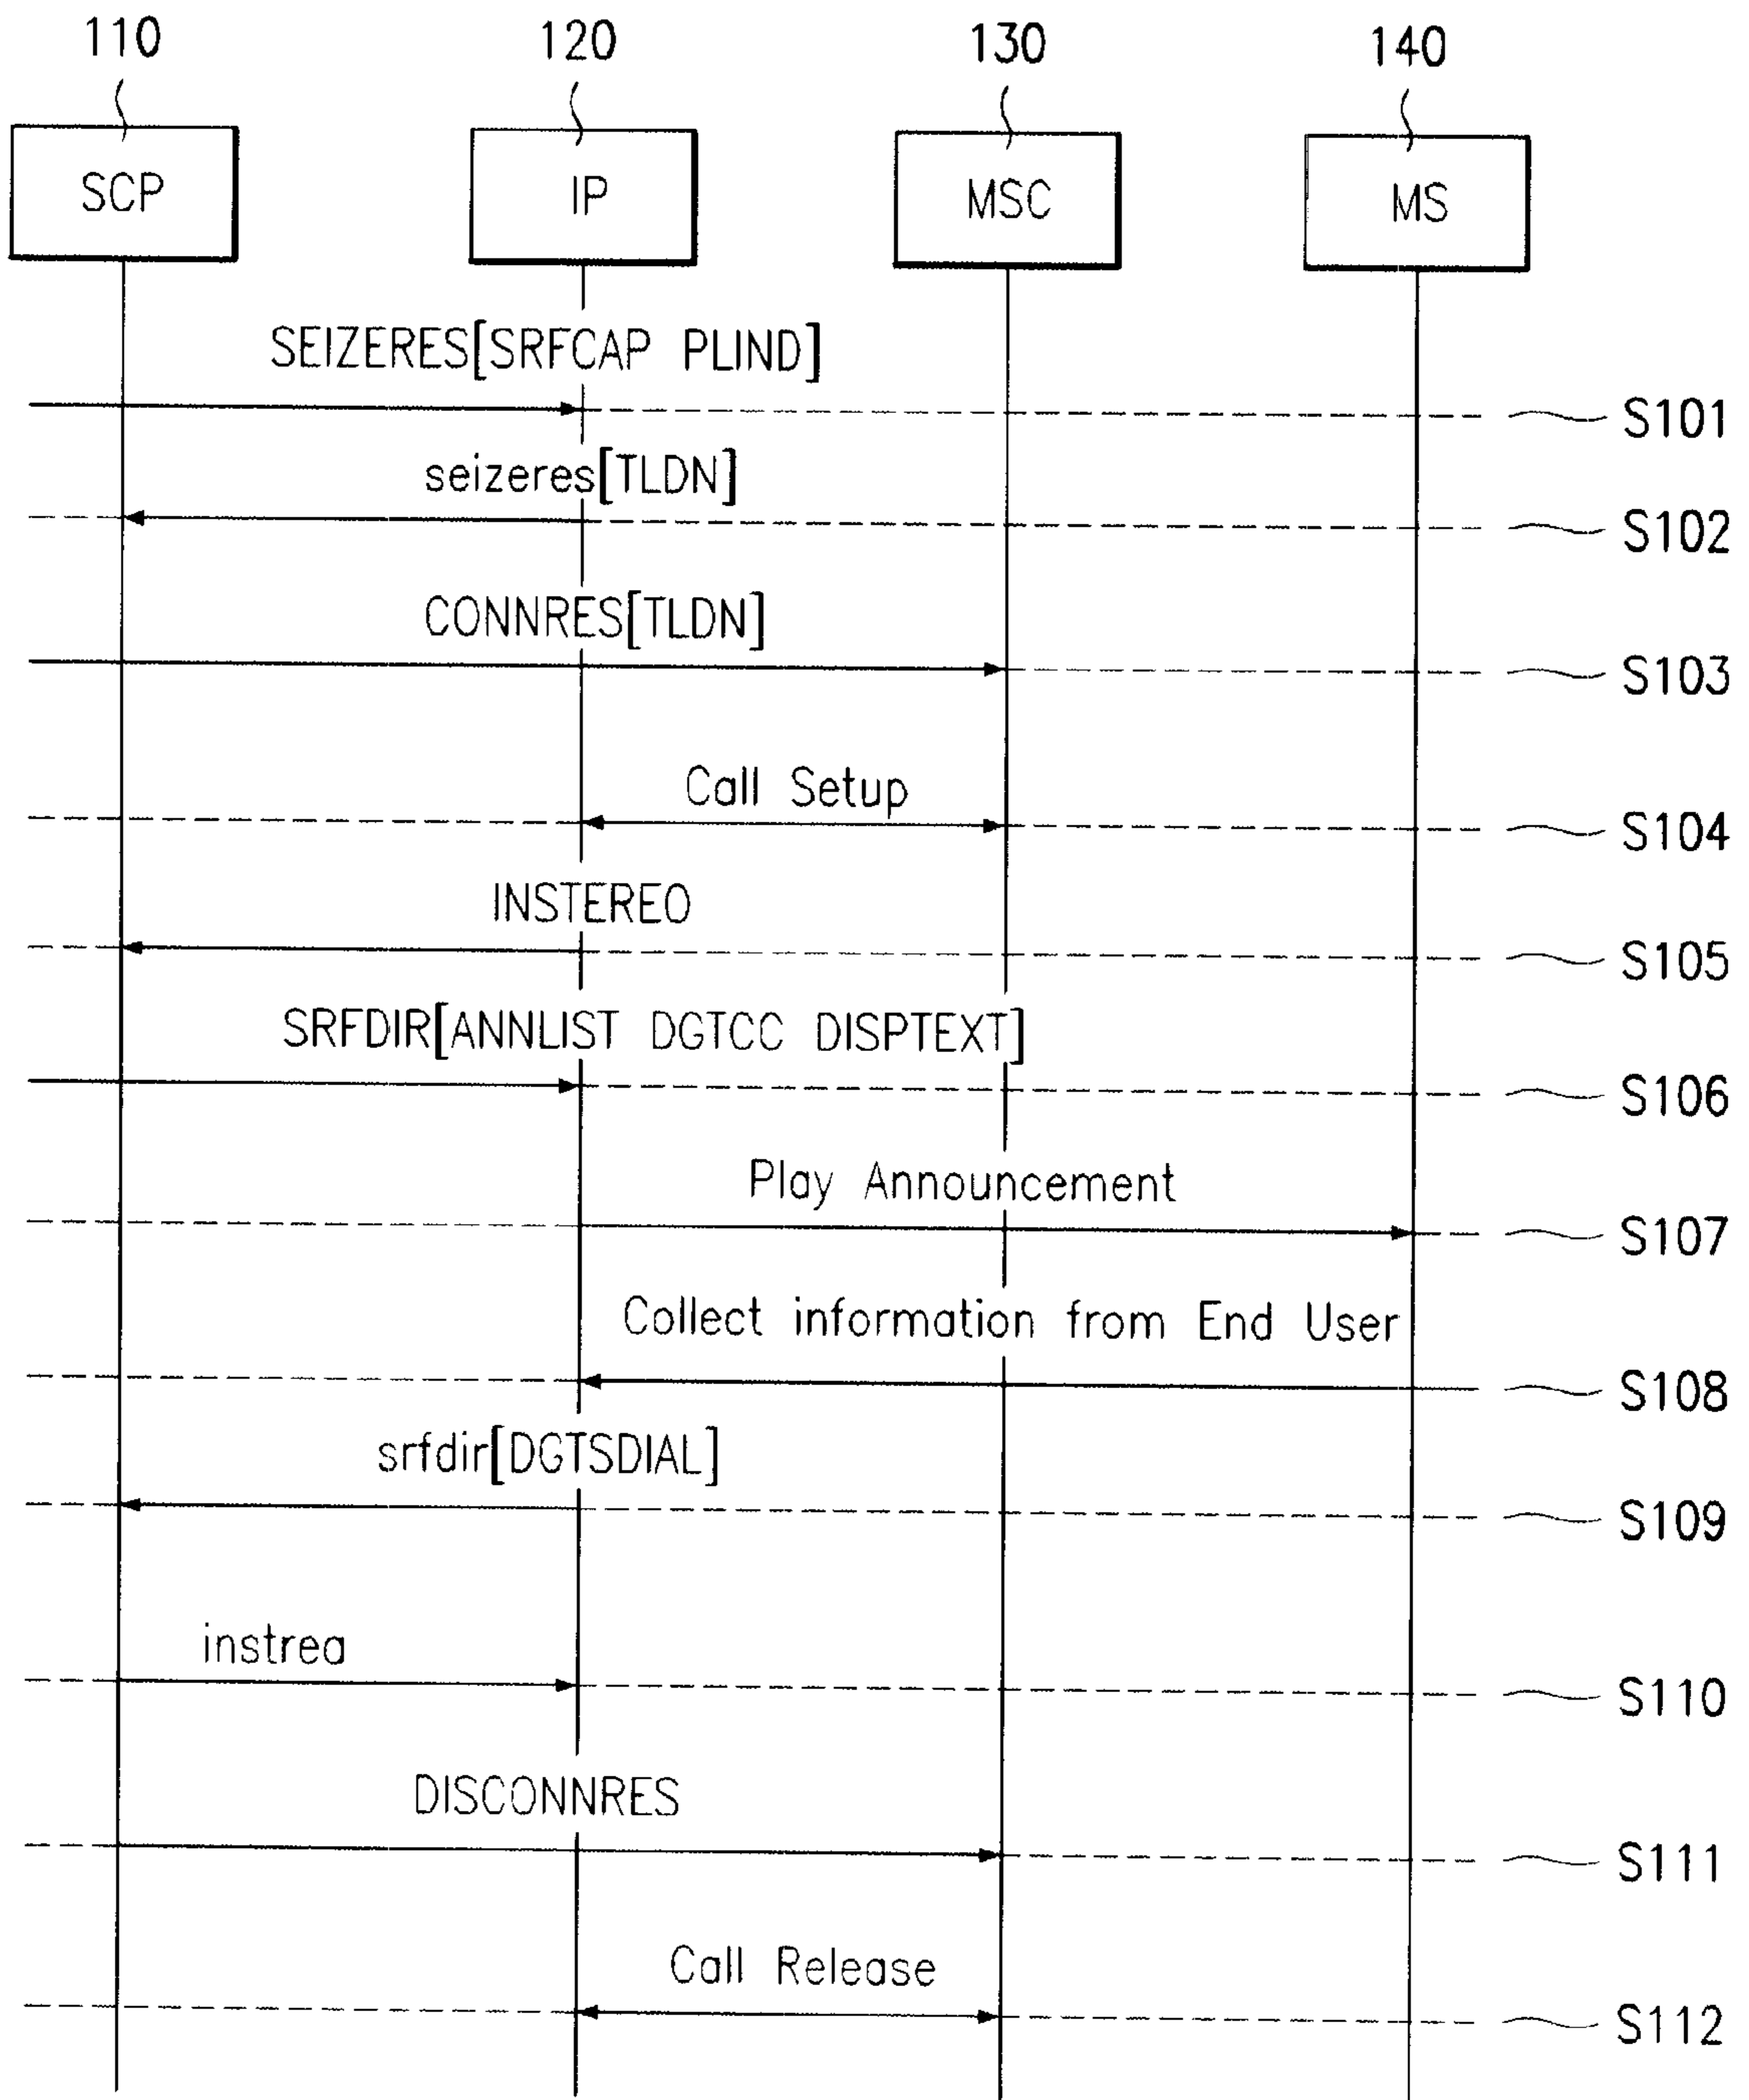 110 120 130 140
SCP IP MSC MS
SEIZERES[SRFCAP PLIND]
S101
seizeres[TLDN]
S102
CONNRES[TLDN]
S103
Call Setup
S104
INSTEREO
S105
SRFDIR[ANNLIST DGTCC DISPTEXT]
S106
Play Announcement
S107
Collect information from End User
S108
srfdir[DGTSDIAL]
S109
instrea
S110
DISCONNRES
S111
Call Release
S112